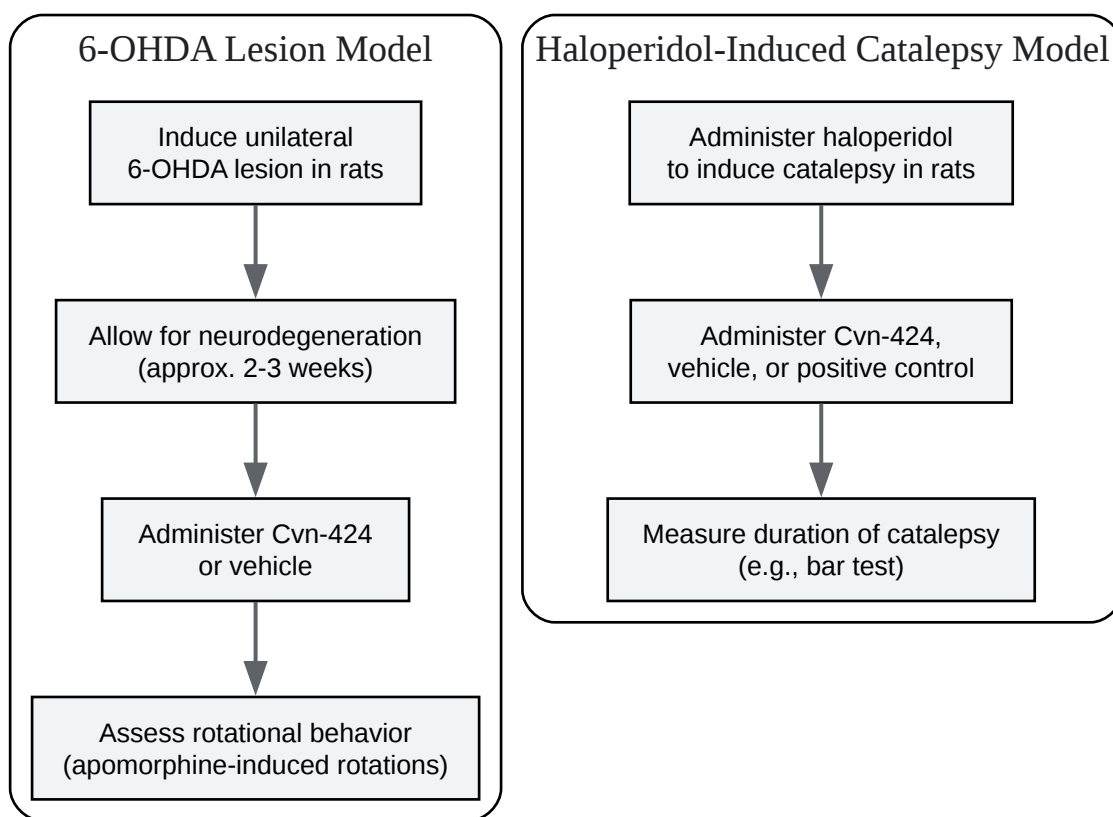 6-OHDA Lesion Model
Induce unilateral
6-OHDA lesion in rats
Allow for neurodegeneration
(approx. 2-3 weeks)
Administer Cvn-424
or vehicle
Assess rotational behavior
(apomorphine-induced rotations)
Haloperidol-Induced Catalepsy Model
Administer haloperidol
to induce catalepsy in rats
Administer Cvn-424,
vehicle, or positive control
Measure duration of catalepsy
(e.g., bar test)